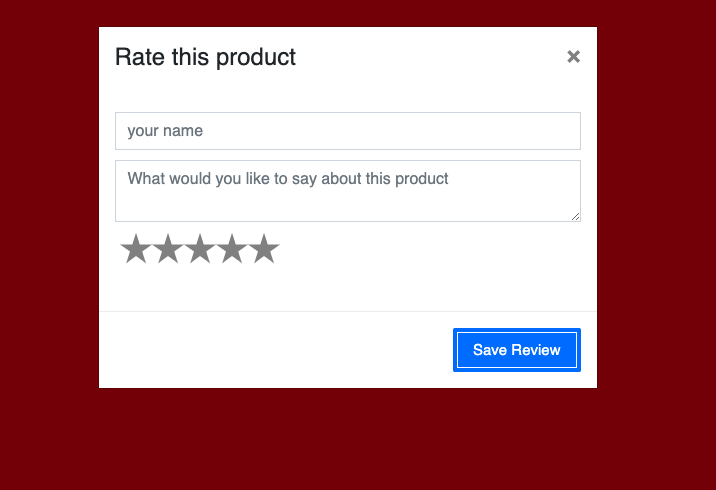 Rate this product
×
your name
What would you like to say about this product
★★★★★
Save Review